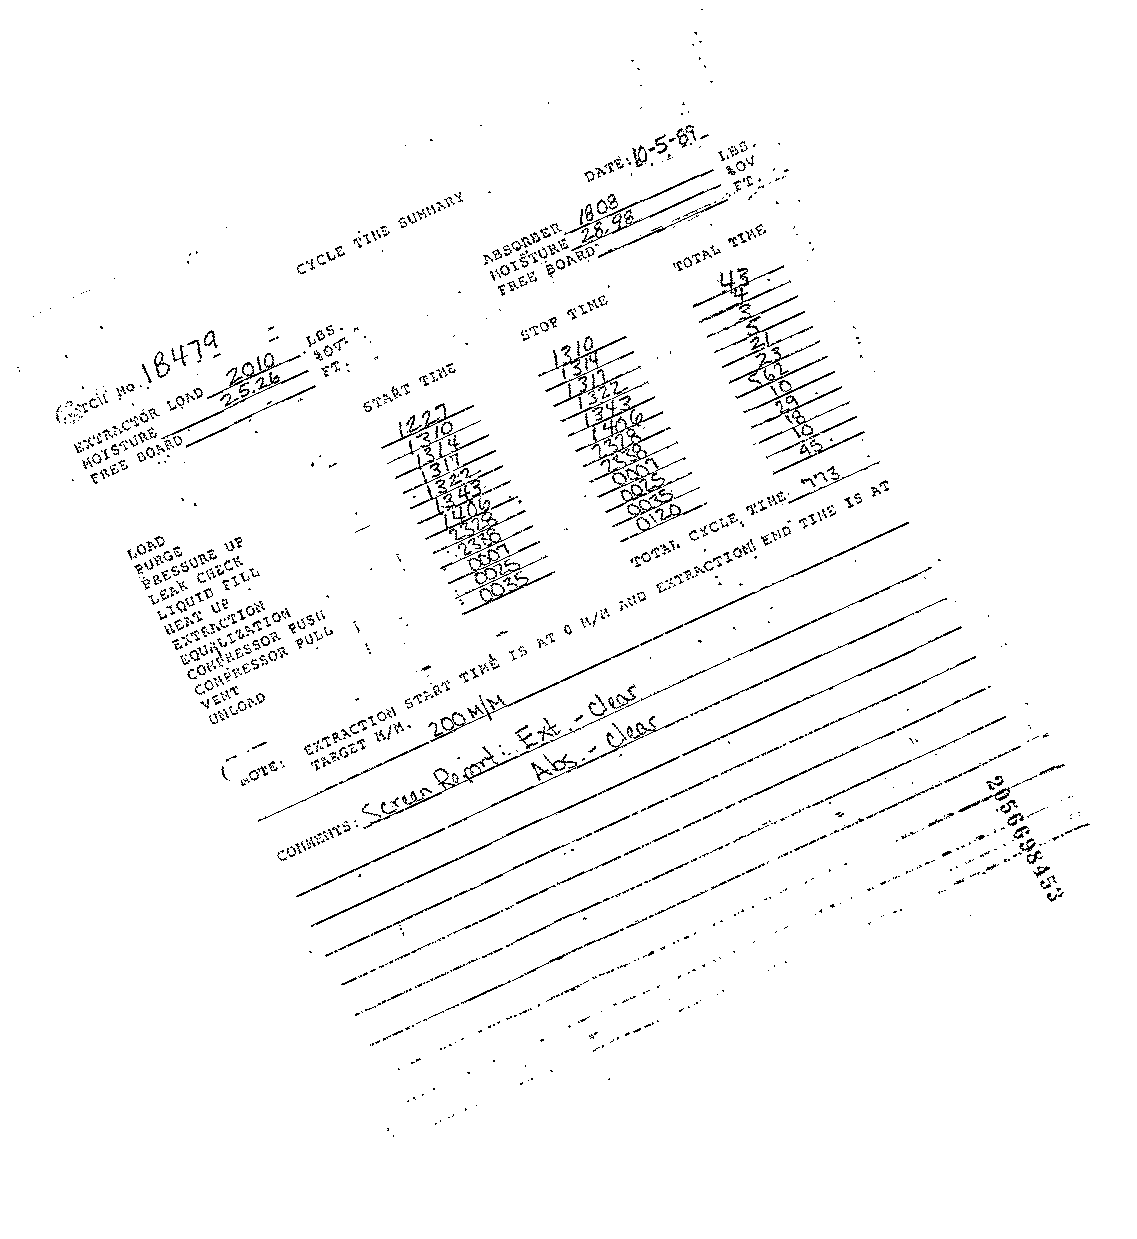 CYCLE TIME SUMMARY
DATE: 10-5-89
BATCH NO. 18479
EXTRACTOR LOAD 2010 LBS. ABSORBER 1808 LBS.
MOISTURE 25.26 %OV MOISTURE 28.98 %OV
FREE BOARD FT. FREE BOARD FT.
START TIME STOP TIME TOTAL TIME
LOAD 1227 1310 43
PURGE 1310 1314 4
PRESSURE UP 1314 1317 3
LEAK CHECK 1317 1322 5
LIQUID FILL 1322 1343 21
HEAT UP 1343 1406 23
EXTRACTION 1406 2328 562
EQUALIZATION 2328 2338 10
COMPRESSOR PUSH 2338 0007 29
COMPRESSOR PULL 0007 0025 18
VENT 0025 0035 10
UNLOAD 0035 0120 45
TOTAL CYCLE TIME 773
NOTE: EXTRACTION START TIME IS AT 0 M/M AND EXTRACTION END TIME IS AT
TARGET M/M. 200 M/M
COMMENTS: Screen Report: Ext. - Clear
Abs. - Clear
2056698453